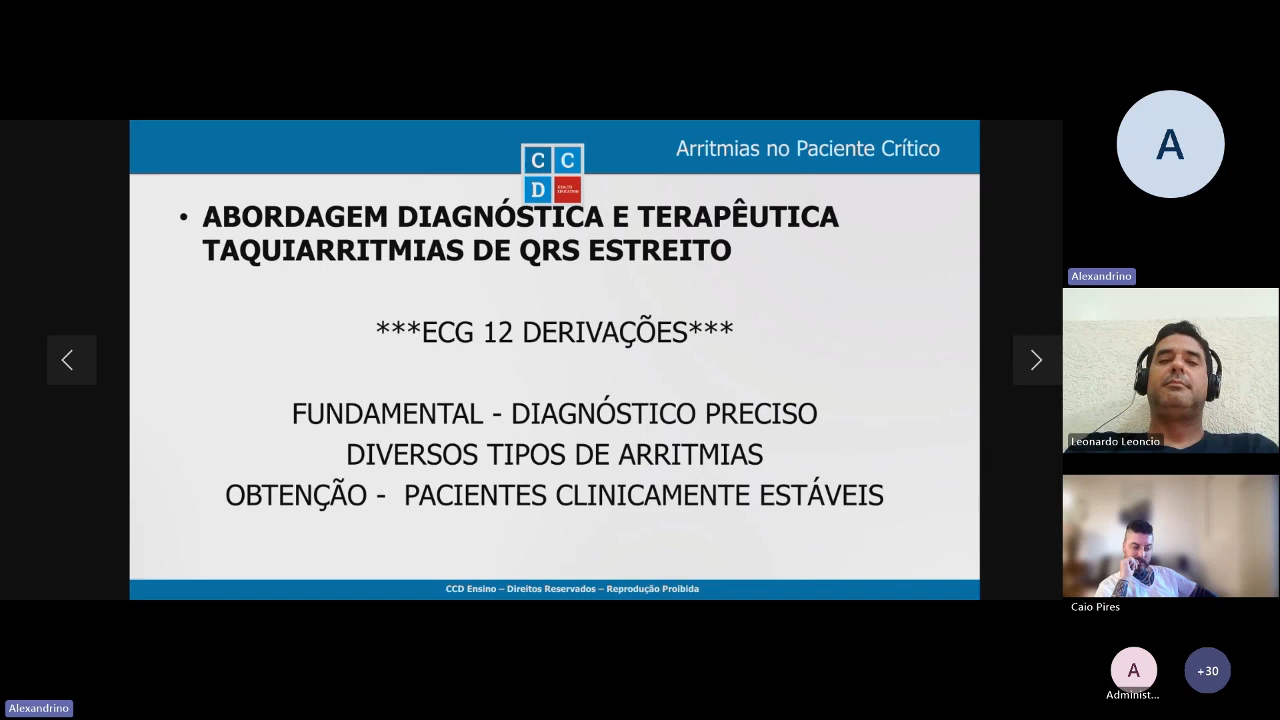 Arritmias no Paciente Crítico
C C
D HEALTH
EDUCATION
• ABORDAGEM DIAGNÓSTICA E TERAPÊUTICA
TAQUIARRITMIAS DE QRS ESTREITO
***ECG 12 DERIVAÇÕES***
FUNDAMENTAL - DIAGNÓSTICO PRECISO
DIVERSOS TIPOS DE ARRITMIAS
OBTENÇÃO - PACIENTES CLINICAMENTE ESTÁVEIS
CCD Ensino – Direitos Reservados – Reprodução Proibida
A
Alexandrino
Leonardo Leoncio
Caio Pires
A
Administ...
+30
Alexandrino